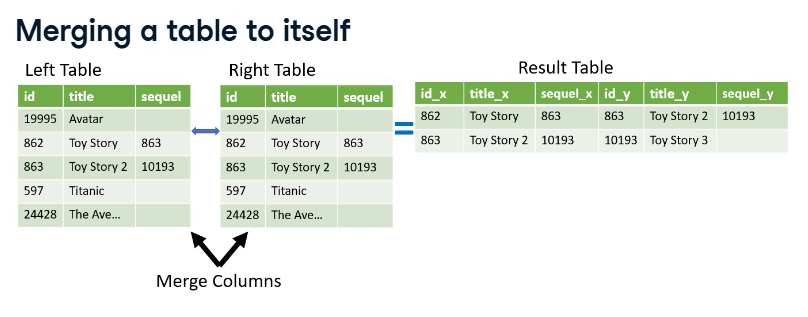 Merging a table to itself
Left Table
id title sequel
19995 Avatar
862 Toy Story 863
863 Toy Story 2 10193
597 Titanic
24428 The Ave...
Right Table
id title sequel
19995 Avatar
862 Toy Story 863
863 Toy Story 2 10193
597 Titanic
24428 The Ave...
=
Result Table
id_x title_x sequel_x id_y title_y sequel_y
862 Toy Story 863 863 Toy Story 2 10193
863 Toy Story 2 10193 10193 Toy Story 3
Merge Columns